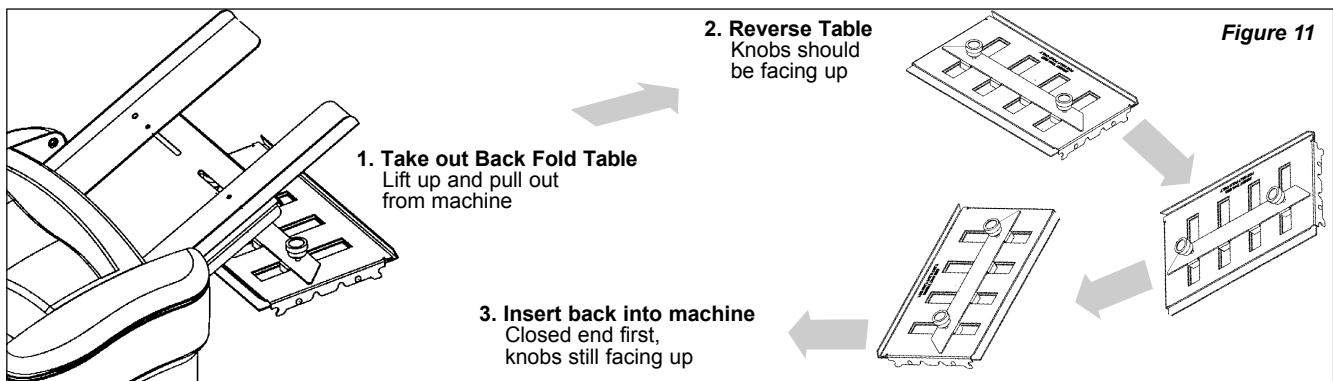 Figure 11
1. Take out Back Fold Table
Lift up and pull out
from machine
2. Reverse Table
Knobs should
be facing up
3. Insert back into machine
Closed end first,
knobs still facing up